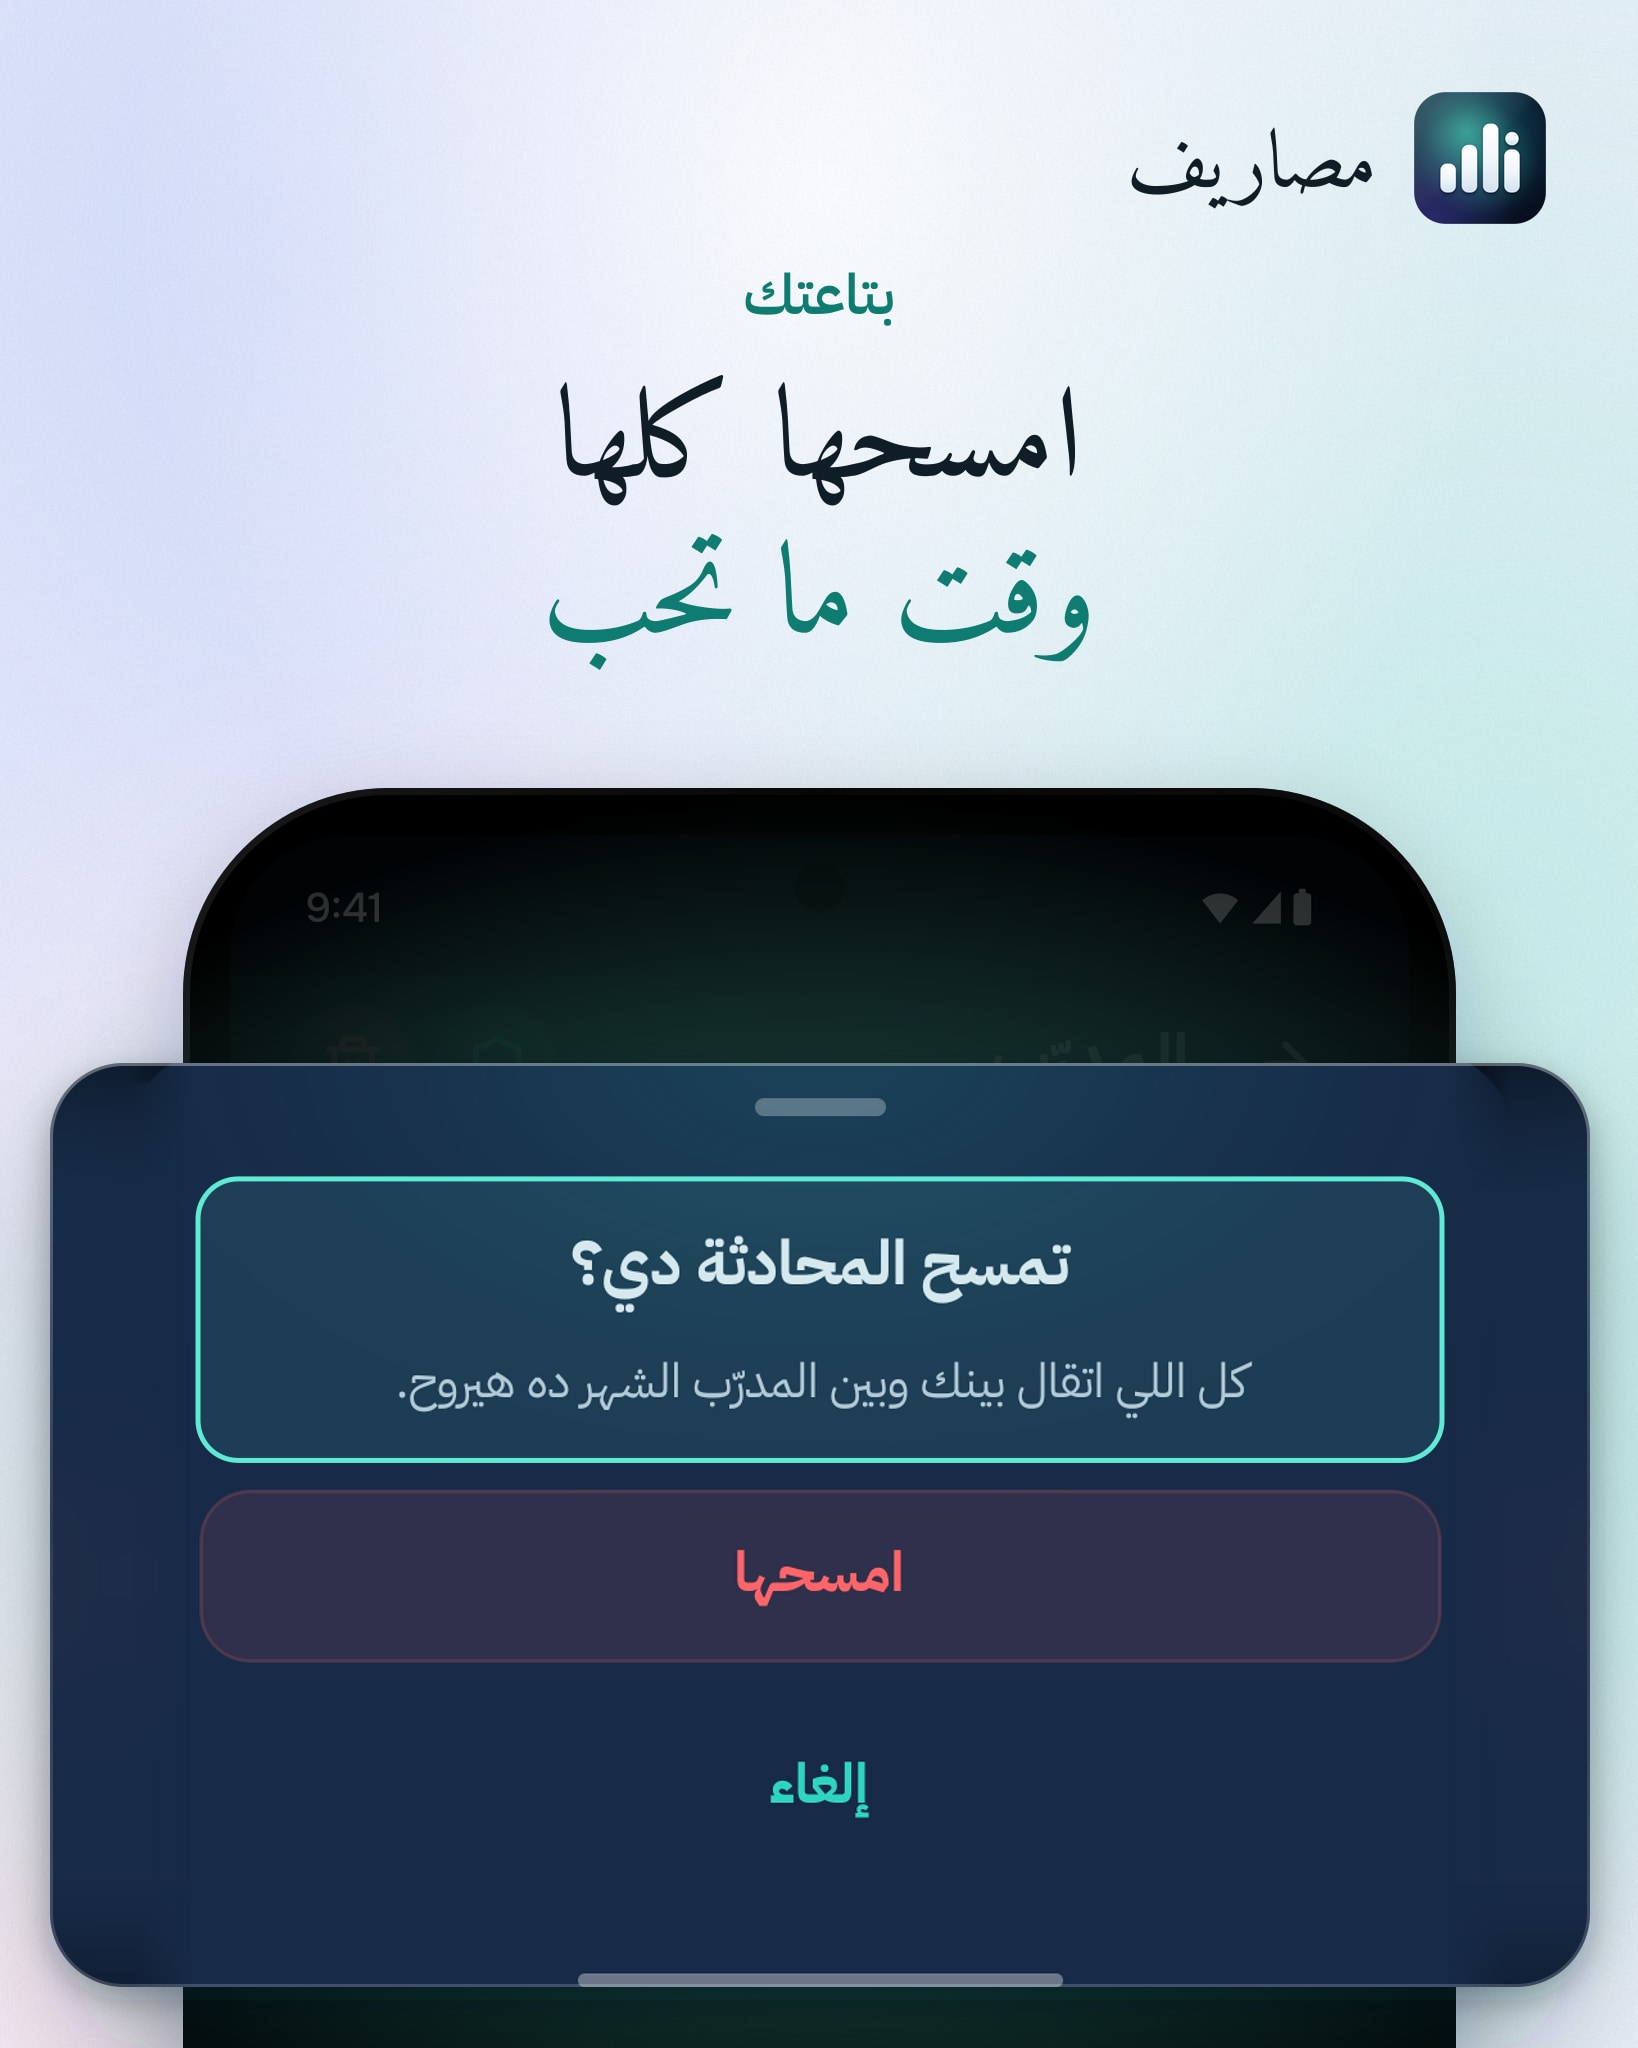 مصاريف
بتاعتك
امسحها كلها
وقت ما تحب
9:41
المدرّب
تمسح المحادثة دي؟
كل اللي اتقال بينك وبين المدرّب الشهر ده هيروح.
امسحها
إلغاء